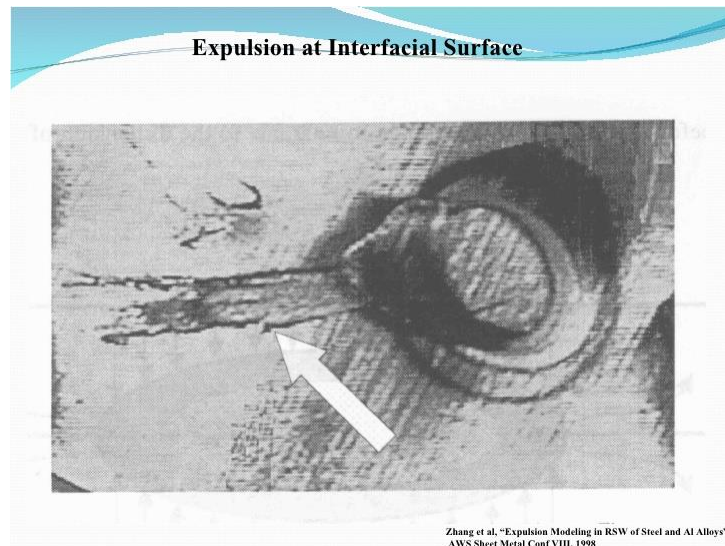 Expulsion at Interfacial Surface
Zhang et al, “Expulsion Modeling in RSW of Steel and Al Alloys”
AWS Sheet Metal Conf VIII, 1998